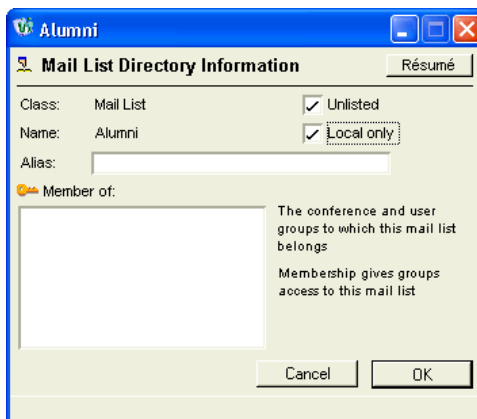 Alumni
Mail List Directory Information
Résumé
Class:
Mail List
Unlisted
Name:
Alumni
Local only
Alias:
Member of:
The conference and user
groups to which this mail list
belongs
Membership gives groups
access to this mail list
Cancel
OK